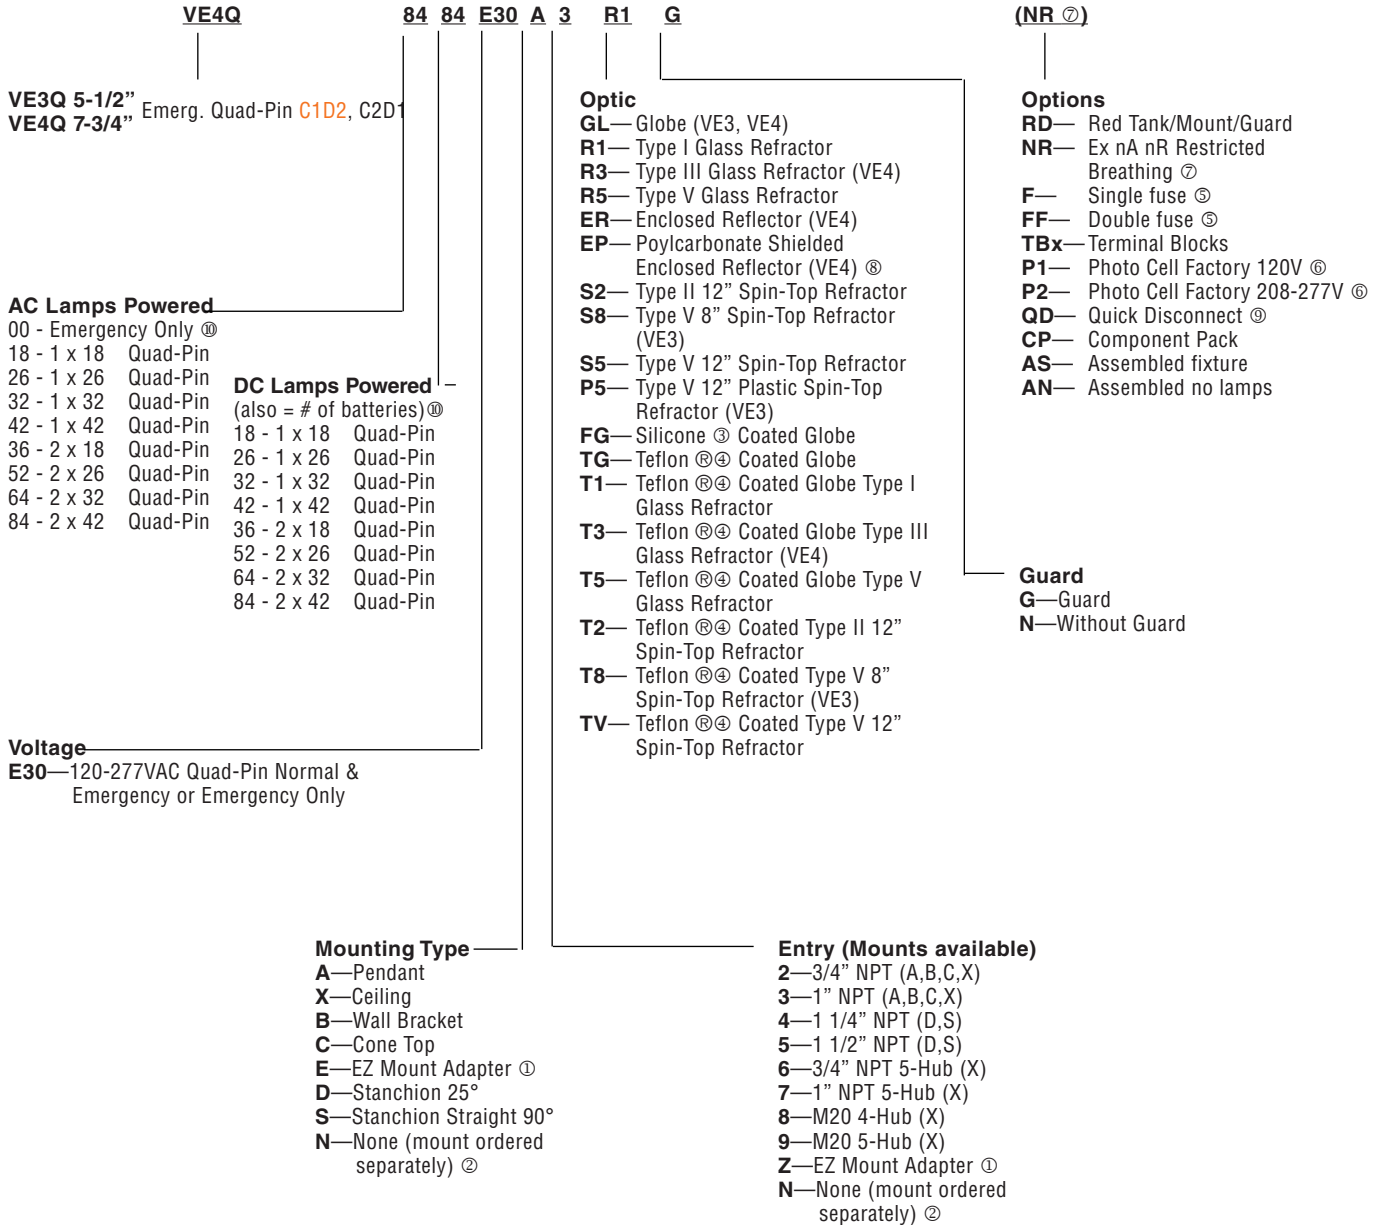 VE4Q 84 84 E30 A 3 R1 G (NR ⑦)
VE3Q 5-1/2”
VE4Q 7-3/4”
Emerg. Quad-Pin C1D2, C2D1
AC Lamps Powered
00 - Emergency Only ⑩
18 - 1 x 18 Quad-Pin
26 - 1 x 26 Quad-Pin
32 - 1 x 32 Quad-Pin
42 - 1 x 42 Quad-Pin
36 - 2 x 18 Quad-Pin
52 - 2 x 26 Quad-Pin
64 - 2 x 32 Quad-Pin
84 - 2 x 42 Quad-Pin
DC Lamps Powered
(also = # of batteries)⑩
18 - 1 x 18 Quad-Pin
26 - 1 x 26 Quad-Pin
32 - 1 x 32 Quad-Pin
42 - 1 x 42 Quad-Pin
36 - 2 x 18 Quad-Pin
52 - 2 x 26 Quad-Pin
64 - 2 x 32 Quad-Pin
84 - 2 x 42 Quad-Pin
Voltage
E30—120-277VAC Quad-Pin Normal &
Emergency or Emergency Only
Optic
GL— Globe (VE3, VE4)
R1— Type I Glass Refractor
R3— Type III Glass Refractor (VE4)
R5— Type V Glass Refractor
ER— Enclosed Reflector (VE4)
EP— Poylcarbonate Shielded
Enclosed Reflector (VE4) ⑧
S2— Type II 12” Spin-Top Refractor
S8— Type V 8” Spin-Top Refractor
(VE3)
S5— Type V 12” Spin-Top Refractor
P5— Type V 12” Plastic Spin-Top
Refractor (VE3)
FG— Silicone ③ Coated Globe
TG— Teflon ®④ Coated Globe
T1— Teflon ®④ Coated Globe Type I
Glass Refractor
T3— Teflon ®④ Coated Globe Type III
Glass Refractor (VE4)
T5— Teflon ®④ Coated Globe Type V
Glass Refractor
T2— Teflon ®④ Coated Type II 12”
Spin-Top Refractor
T8— Teflon ®④ Coated Type V 8”
Spin-Top Refractor (VE3)
TV— Teflon ®④ Coated Type V 12”
Spin-Top Refractor
Options
RD— Red Tank/Mount/Guard
NR— Ex nA nR Restricted
Breathing ⑦
F— Single fuse ⑤
FF— Double fuse ⑤
TBx— Terminal Blocks
P1— Photo Cell Factory 120V ⑥
P2— Photo Cell Factory 208-277V ⑥
QD— Quick Disconnect ⑨
CP— Component Pack
AS— Assembled fixture
AN— Assembled no lamps
Guard
G—Guard
N—Without Guard
Mounting Type
A—Pendant
X—Ceiling
B—Wall Bracket
C—Cone Top
E—EZ Mount Adapter ①
D—Stanchion 25°
S—Stanchion Straight 90°
N—None (mount ordered
separately) ②
Entry (Mounts available)
2—3/4” NPT (A,B,C,X)
3—1” NPT (A,B,C,X)
4—1 1/4” NPT (D,S)
5—1 1/2” NPT (D,S)
6—3/4” NPT 5-Hub (X)
7—1” NPT 5-Hub (X)
8—M20 4-Hub (X)
9—M20 5-Hub (X)
Z—EZ Mount Adapter ①
N—None (mount ordered
separately) ②